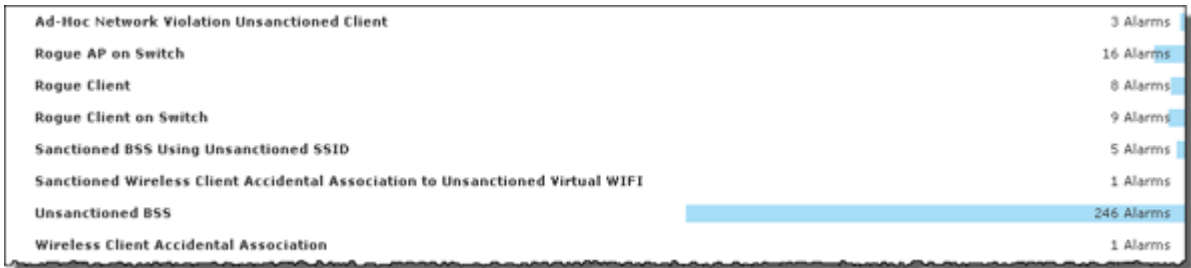 Ad-Hoc Network Violation Unsanctioned Client 3 Alarms
Rogue AP on Switch 16 Alarms
Rogue Client 8 Alarms
Rogue Client on Switch 9 Alarms
Sanctioned BSS Using Unsanctioned SSID 5 Alarms
Sanctioned Wireless Client Accidental Association to Unsanctioned Virtual WIFI 1 Alarms
Unsanctioned BSS 246 Alarms
Wireless Client Accidental Association 1 Alarms